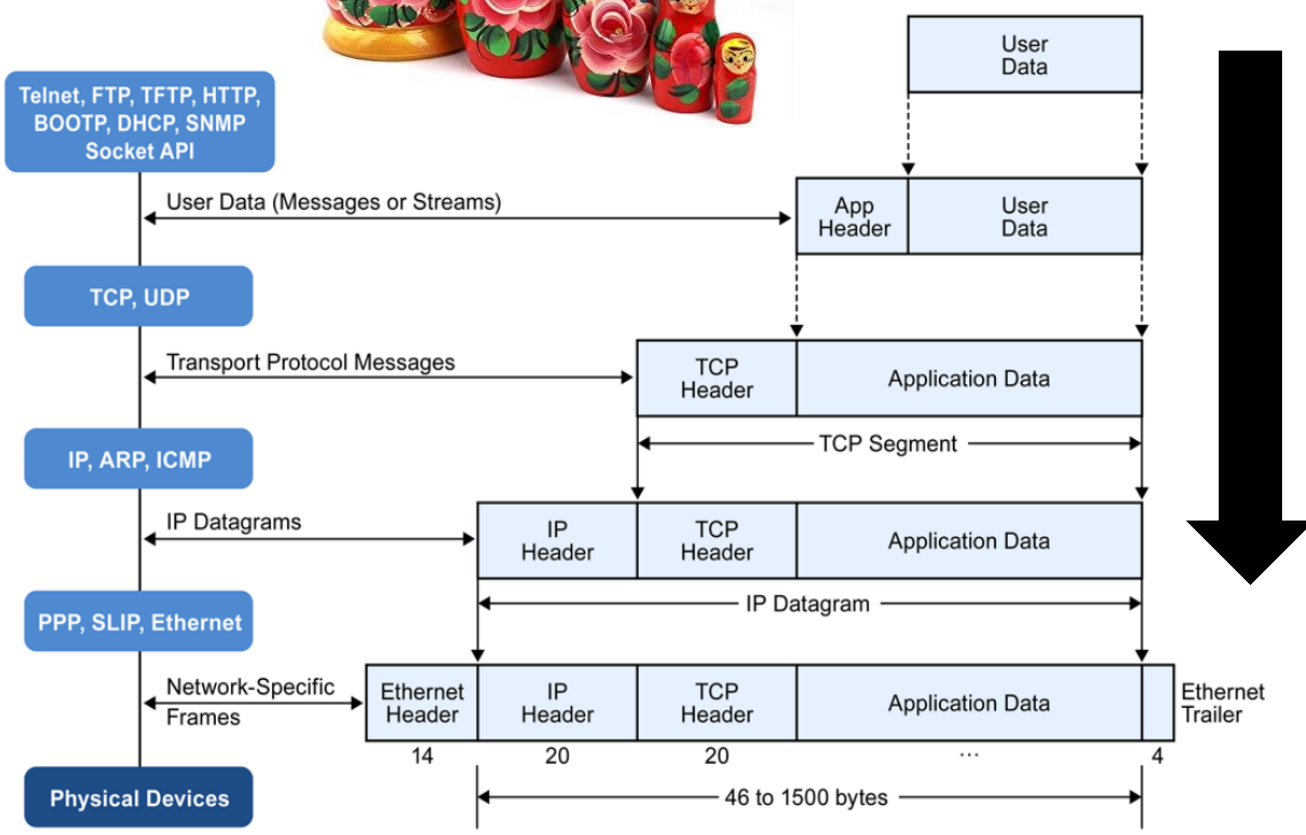 User
Data
Telnet, FTP, TFTP, HTTP,
BOOTP, DHCP, SNMP
Socket API
User Data (Messages or Streams)
App
Header
User
Data
TCP, UDP
Transport Protocol Messages
TCP
Header
Application Data
TCP Segment
IP, ARP, ICMP
IP Datagrams
IP
Header
TCP
Header
Application Data
IP Datagram
PPP, SLIP, Ethernet
Network-Specific
Frames
Ethernet
Header
IP
Header
TCP
Header
Application Data
Ethernet
Trailer
14
20
20
...
4
Physical Devices
46 to 1500 bytes